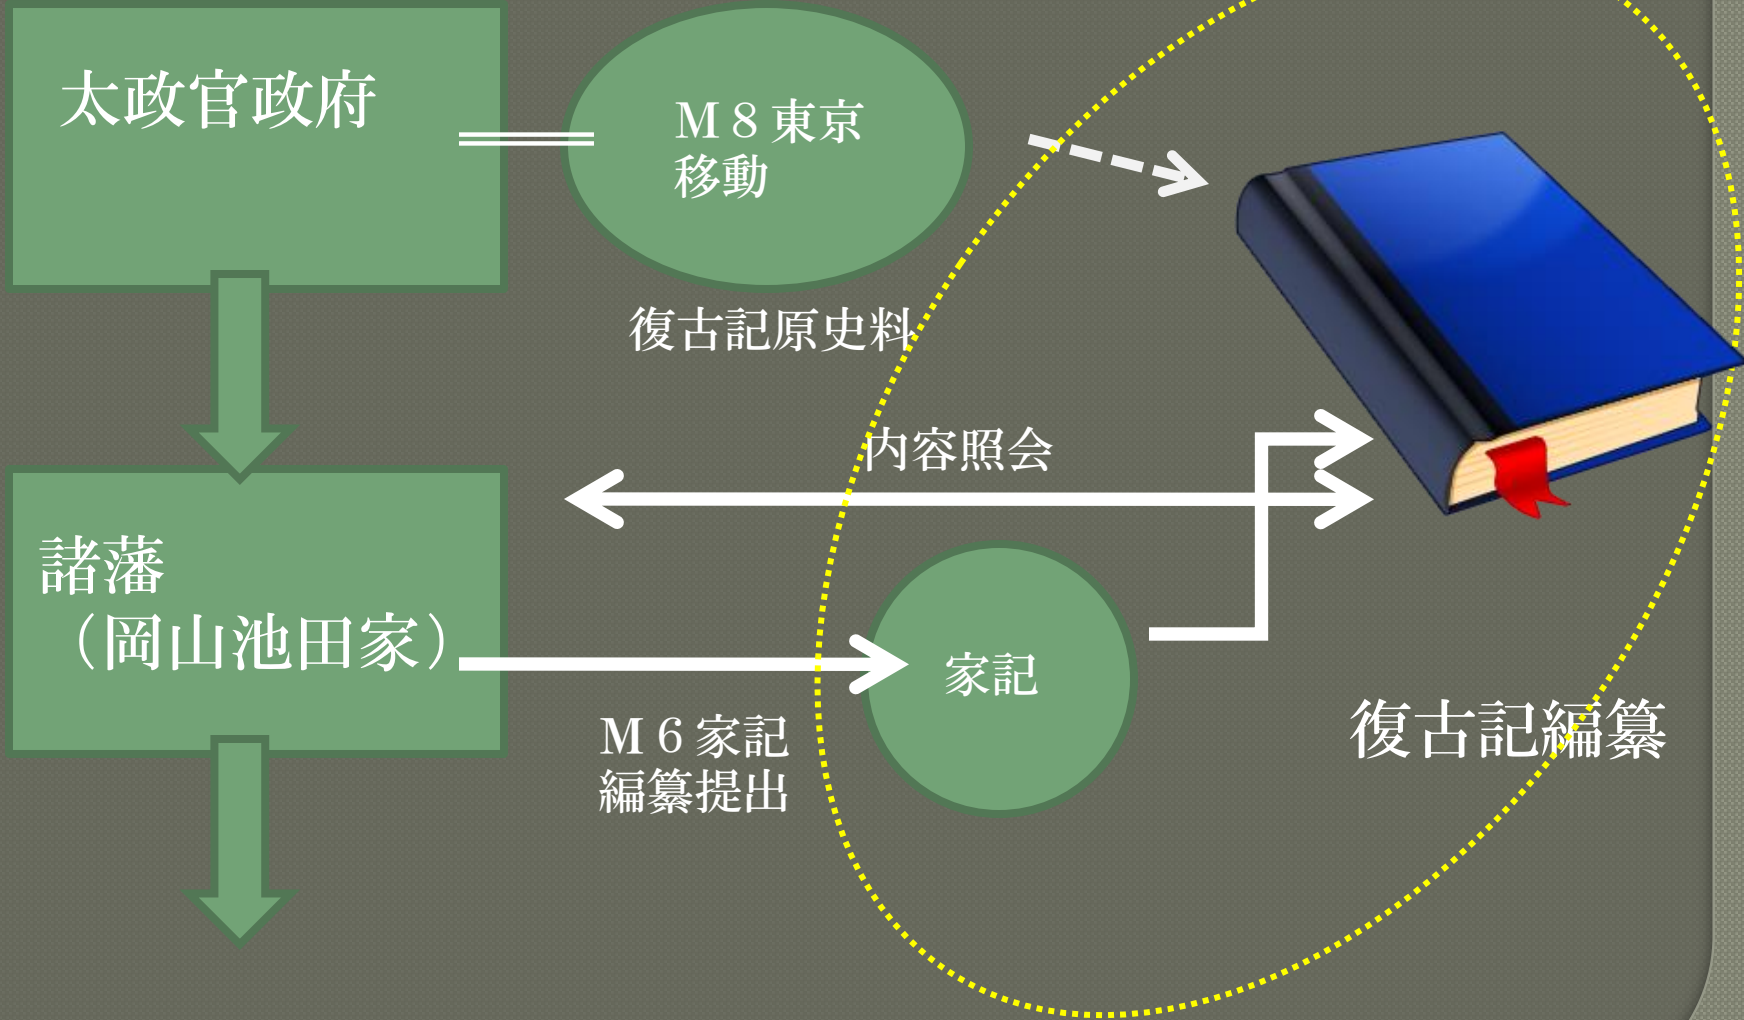 太政官政府
Ｍ８東京
移動
復古記原史料
内容照会
諸藩
（岡山池田家）
家記
Ｍ６家記
編纂提出
復古記編纂